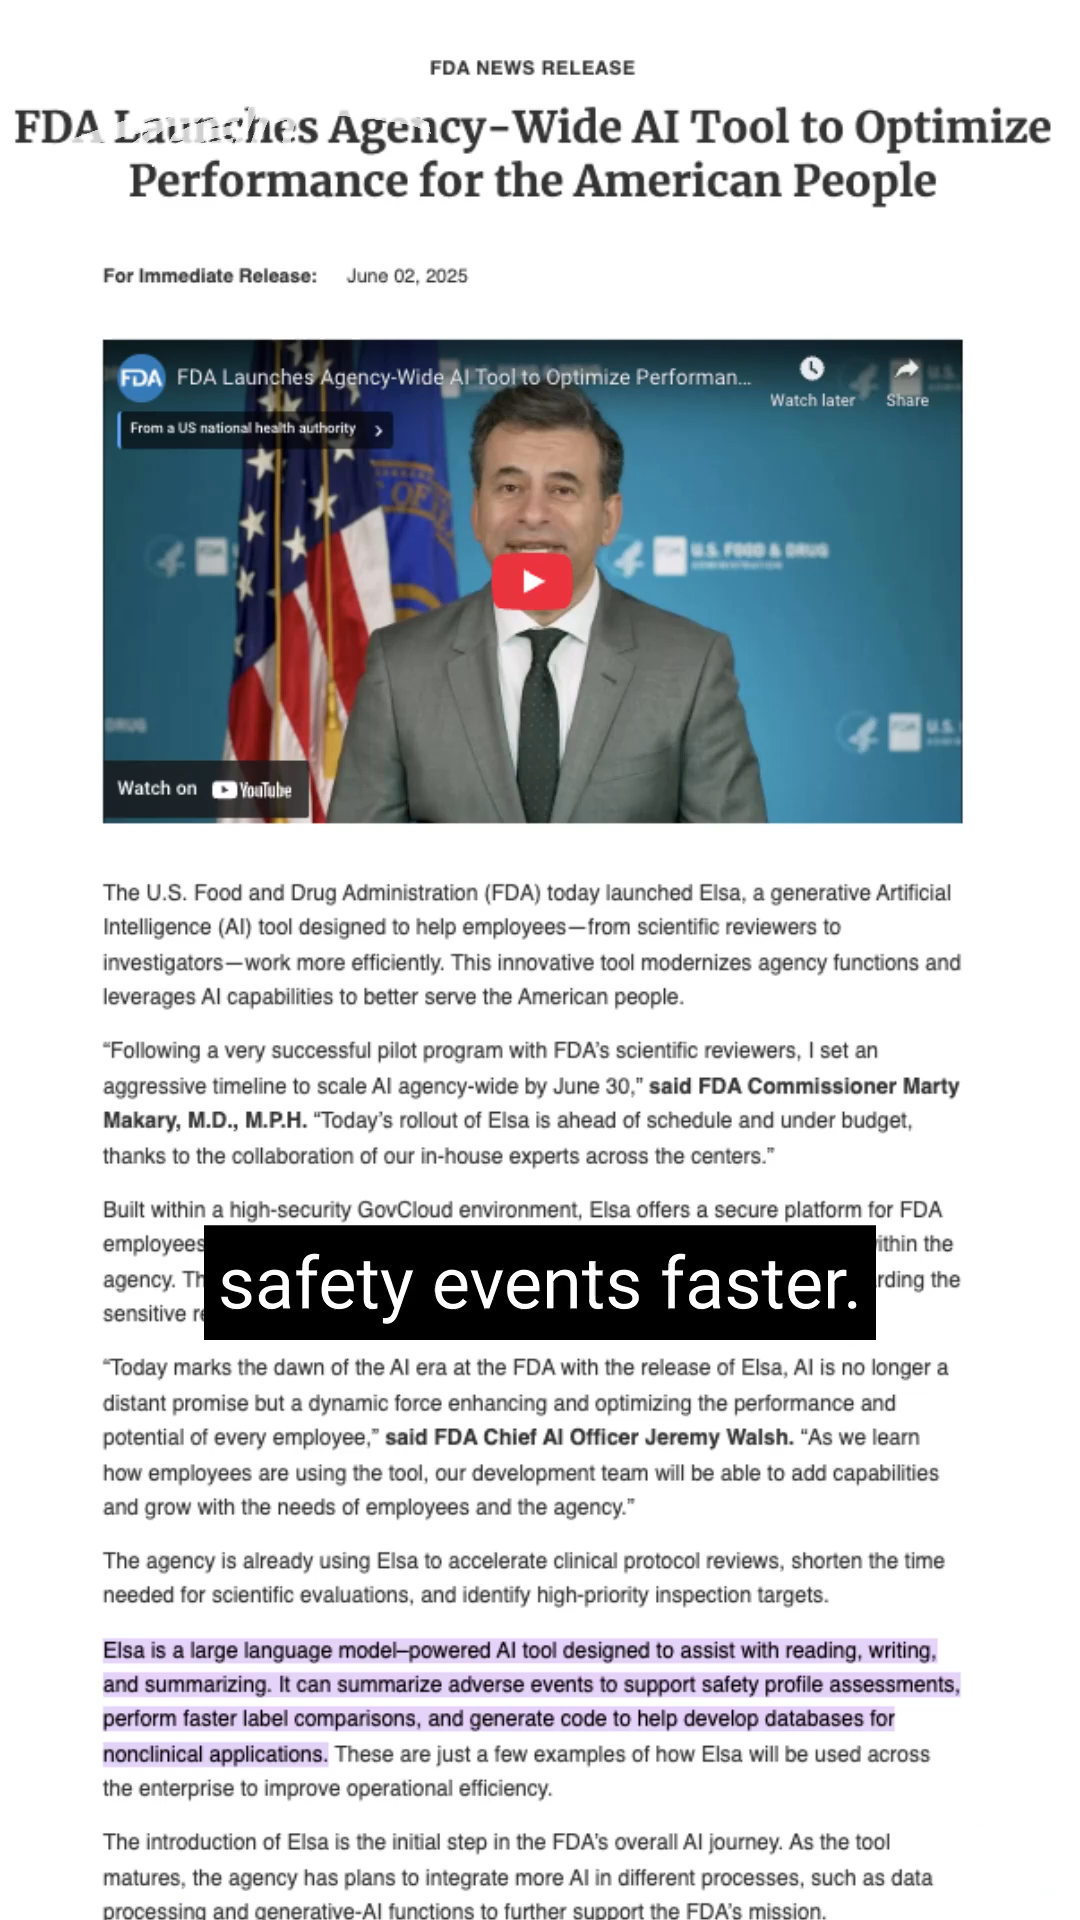 FDA NEWS RELEASE
FDA Launches Agency-Wide AI Tool to Optimize
Performance for the American People
For Immediate Release: June 02, 2025
FDA FDA Launches Agency-Wide AI Tool to Optimize Performan...
Watch later
Share
From a US national health authority
U.S. FOOD & DRUG
ADMINISTRATION
DRUG
U.S.
Watch on YouTube
The U.S. Food and Drug Administration (FDA) today launched Elsa, a generative Artificial
Intelligence (AI) tool designed to help employees—from scientific reviewers to
investigators—work more efficiently. This innovative tool modernizes agency functions and
leverages AI capabilities to better serve the American people.
“Following a very successful pilot program with FDA’s scientific reviewers, I set an
aggressive timeline to scale AI agency-wide by June 30,” said FDA Commissioner Marty
Makary, M.D., M.P.H. “Today’s rollout of Elsa is ahead of schedule and under budget,
thanks to the collaboration of our in-house experts across the centers.”
Built within a high-security GovCloud environment, Elsa offers a secure platform for FDA
employees the
agency. the
sensitive
safety events faster.
“Today marks the dawn of the AI era at the FDA with the release of Elsa, AI is no longer a
distant promise but a dynamic force enhancing and optimizing the performance and
potential of every employee,” said FDA Chief AI Officer Jeremy Walsh. “As we learn
how employees are using the tool, our development team will be able to add capabilities
and grow with the needs of employees and the agency.”
The agency is already using Elsa to accelerate clinical protocol reviews, shorten the time
needed for scientific evaluations, and identify high-priority inspection targets.
Elsa is a large language model–powered AI tool designed to assist with reading, writing,
and summarizing. It can summarize adverse events to support safety profile assessments,
perform faster label comparisons, and generate code to help develop databases for
nonclinical applications. These are just a few examples of how Elsa will be used across
the enterprise to improve operational efficiency.
The introduction of Elsa is the initial step in the FDA’s overall AI journey. As the tool
matures, the agency has plans to integrate more AI in different processes, such as data
processing and generative-AI functions to further support the FDA’s mission.